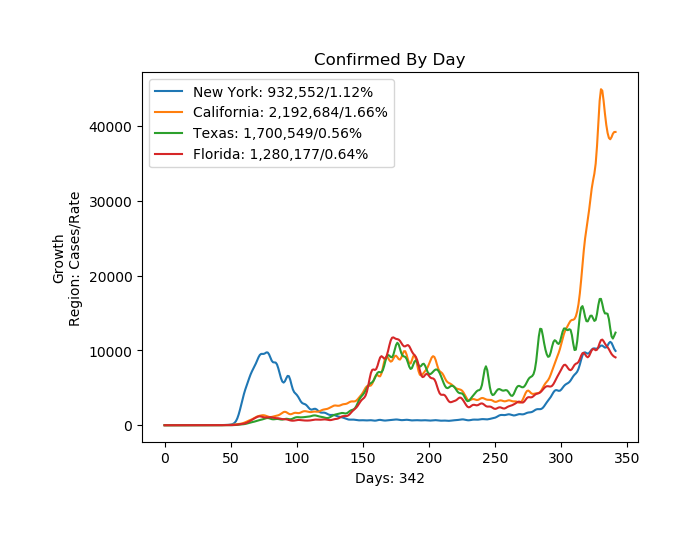 Confirmed By Day
New York: 932,552/1.12%
California: 2,192,684/1.66%
Texas: 1,700,549/0.56%
Florida: 1,280,177/0.64%
Growth
Region: Cases/Rate
40000
30000
20000
10000
0
0 50 100 150 200 250 300 350
Days: 342